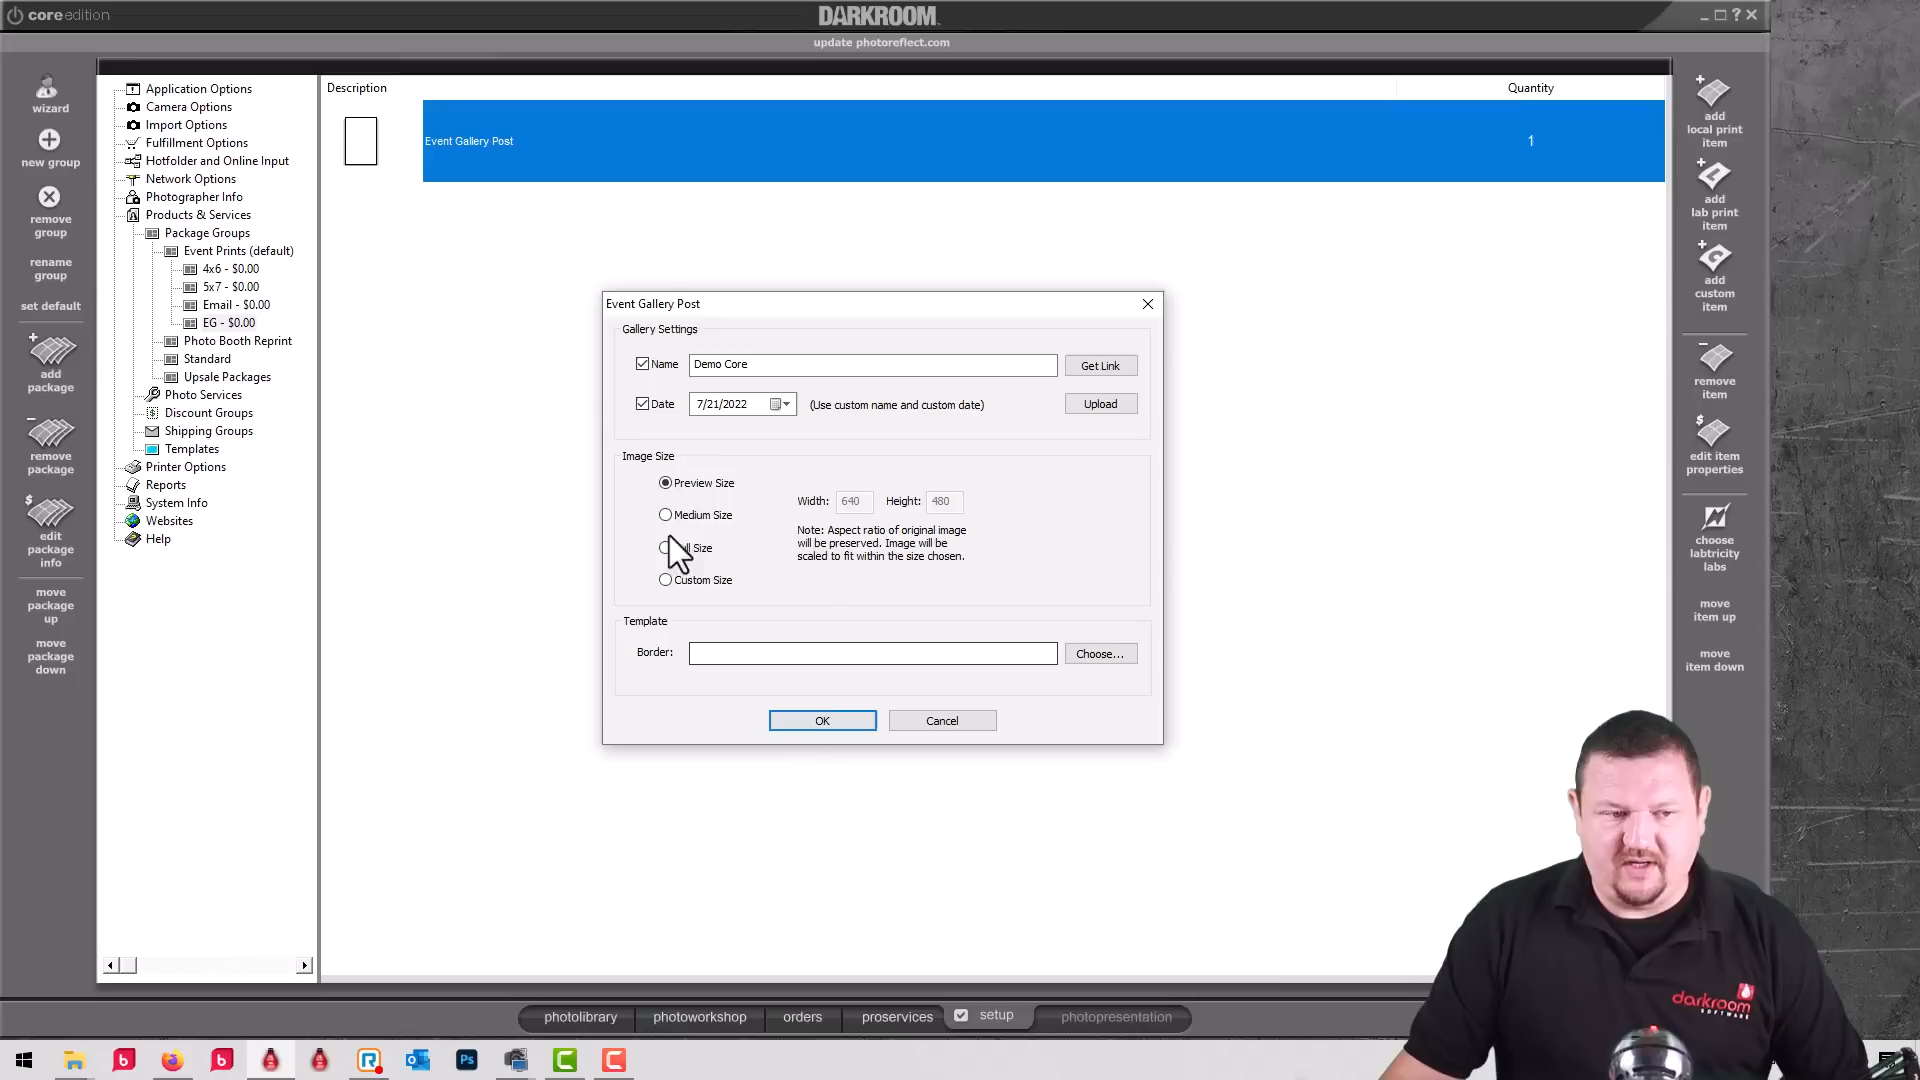 coreedition
DARKROOM
update photoreflect.com
wizard
new group
remove
group
rename
group
set default
add
package
remove
package
edit
package
info
move
package
up
move
package
down
Application Options
Camera Options
Import Options
Fulfillment Options
Hotfolder and Online Input
Network Options
Photographer Info
Products & Services
Package Groups
Event Prints (default)
4x6 - $0.00
5x7 - $0.00
Email - $0.00
EG - $0.00
Photo Booth Reprint
Standard
Upsale Packages
Photo Services
Discount Groups
Shipping Groups
Templates
Printer Options
Reports
System Info
Websites
Help
Description
Quantity
Event Gallery Post
1
Event Gallery Post
Gallery Settings
Name
Demo Core
Get Link
Date
7/21/2022
(Use custom name and custom date)
Upload
Image Size
Preview Size
Medium Size
Size
Custom Size
Width: 640 Height: 480
Note: Aspect ratio of original image
will be preserved. Image will be
scaled to fit within the size chosen.
Template
Border:
Choose...
OK
Cancel
add
local print
item
add
lab print
item
add
custom
item
remove
item
edit item
properties
choose
labtricity
labs
move
item up
move
item down
photolibrary
photoworkshop
orders
proservices
setup
photopresentation
darkroom
SOFTWARE
Ps